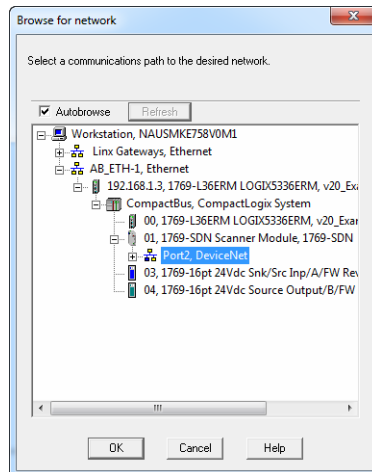 Browse for network
Select a communications path to the desired network.
Autobrowse
Refresh
Workstation, NAUSMKE758V0M1
Linx Gateways, Ethernet
AB_ETH-1, Ethernet
192.168.1.3, 1769-L36ERM LOGIX5336ERM, v20_Exa
CompactBus, CompactLogix System
00, 1769-L36ERM LOGIX5336ERM, v20_Exar
01, 1769-SDN Scanner Module, 1769-SDN
Port2, DeviceNet
03, 1769-16pt 24Vdc Snk/Src Inp/A/FW Rev
04, 1769-16pt 24Vdc Source Output/B/FW
OK
Cancel
Help